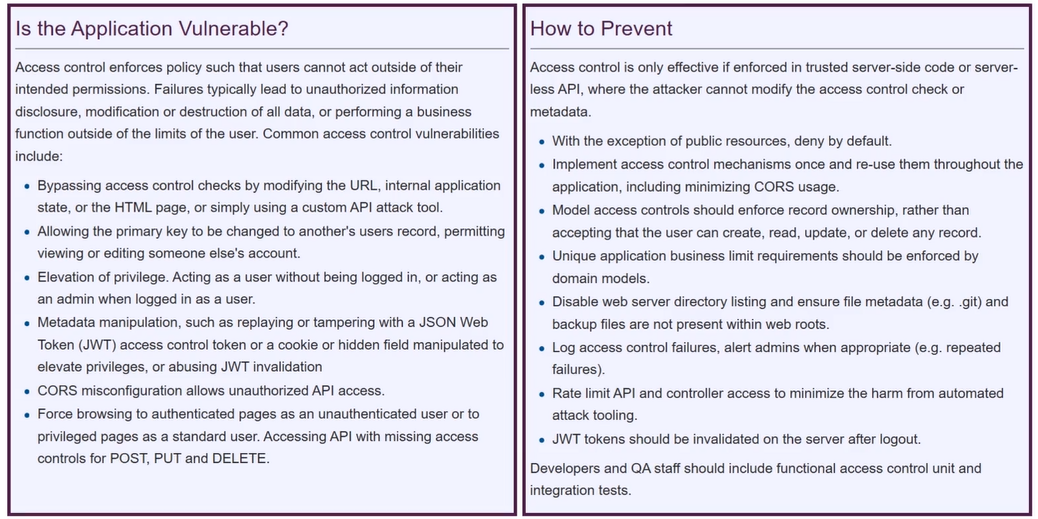 Is the Application Vulnerable?
Access control enforces policy such that users cannot act outside of their
intended permissions. Failures typically lead to unauthorized information
disclosure, modification or destruction of all data, or performing a business
function outside of the limits of the user. Common access control vulnerabilities
include:
• Bypassing access control checks by modifying the URL, internal application
state, or the HTML page, or simply using a custom API attack tool.
• Allowing the primary key to be changed to another's users record, permitting
viewing or editing someone else's account.
• Elevation of privilege. Acting as a user without being logged in, or acting as
an admin when logged in as a user.
• Metadata manipulation, such as replaying or tampering with a JSON Web
Token (JWT) access control token or a cookie or hidden field manipulated to
elevate privileges, or abusing JWT invalidation
• CORS misconfiguration allows unauthorized API access.
• Force browsing to authenticated pages as an unauthenticated user or to
privileged pages as a standard user. Accessing API with missing access
controls for POST, PUT and DELETE.
How to Prevent
Access control is only effective if enforced in trusted server-side code or server-
less API, where the attacker cannot modify the access control check or
metadata.
• With the exception of public resources, deny by default.
• Implement access control mechanisms once and re-use them throughout the
application, including minimizing CORS usage.
• Model access controls should enforce record ownership, rather than
accepting that the user can create, read, update, or delete any record.
• Unique application business limit requirements should be enforced by
domain models.
• Disable web server directory listing and ensure file metadata (e.g. .git) and
backup files are not present within web roots.
• Log access control failures, alert admins when appropriate (e.g. repeated
failures).
• Rate limit API and controller access to minimize the harm from automated
attack tooling.
• JWT tokens should be invalidated on the server after logout.
Developers and QA staff should include functional access control unit and
integration tests.